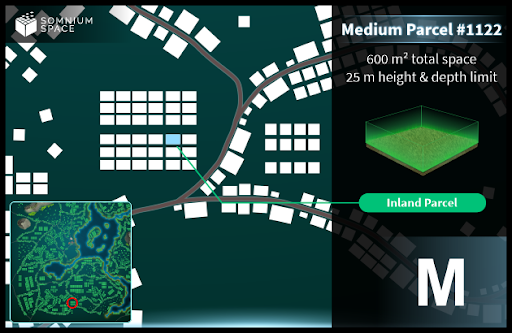 SOMNIUM
SPACE
Medium Parcel #1122
600 m² total space
25 m height & depth limit
Inland Parcel
M